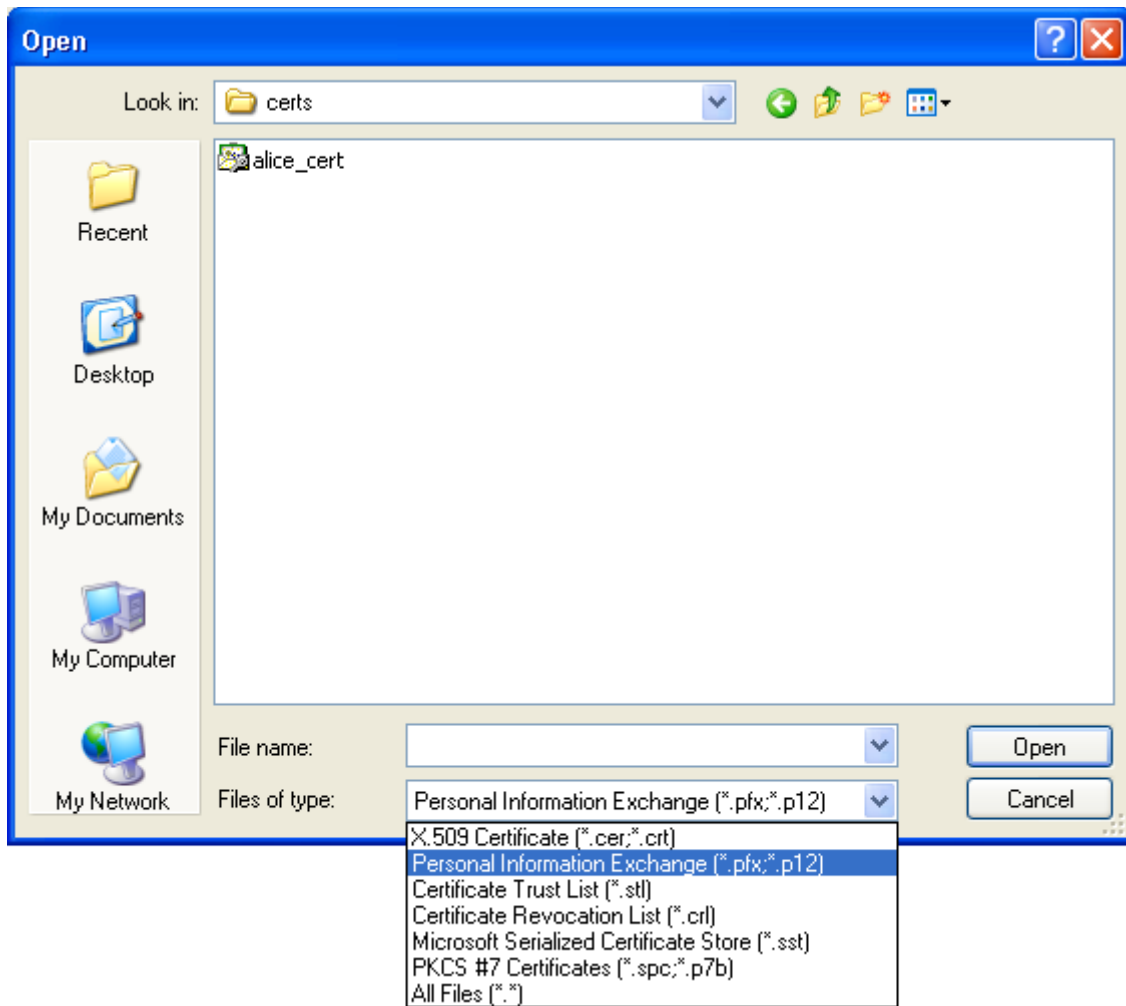 Open
Look in: certs
alice_cert
Recent
Desktop
My Documents
My Computer
My Network
File name:
Open
Files of type: Personal Information Exchange (*.pfx;*.p12)
Cancel
X.509 Certificate (*.cer;*.crt)
Personal Information Exchange (*.pfx;*.p12)
Certificate Trust List (*.stl)
Certificate Revocation List (*.crl)
Microsoft Serialized Certificate Store (*.sst)
PKCS #7 Certificates (*.spc;*.p7b)
All Files (*.*)